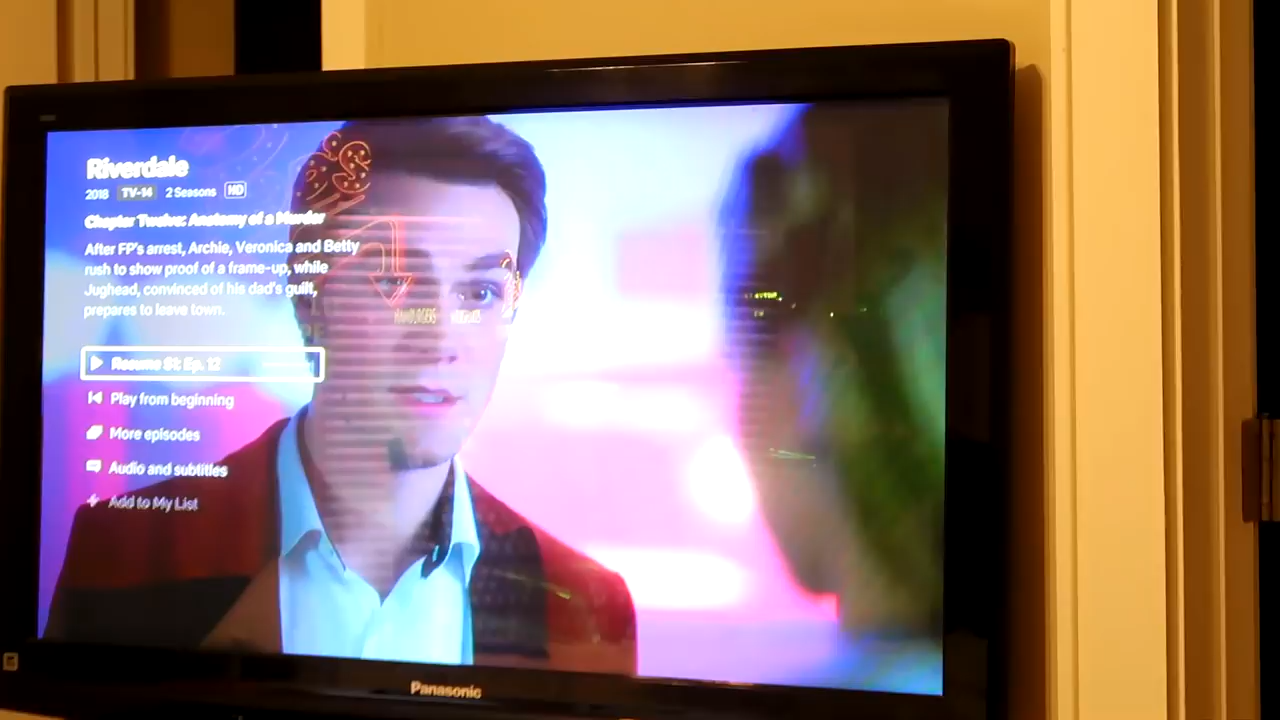 Riverdale
2018 TV-14 2 Seasons HD
Chapter Twelve: Anatomy of a Murder
After FP's arrest, Archie, Veronica and Betty
rush to show proof of a frame-up, while
Jughead, convinced of his dad's guilt,
prepares to leave town.
HAMBURGERS
Resume S1: Ep. 12
Play from beginning
More episodes
Audio and subtitles
Add to My List
Panasonic